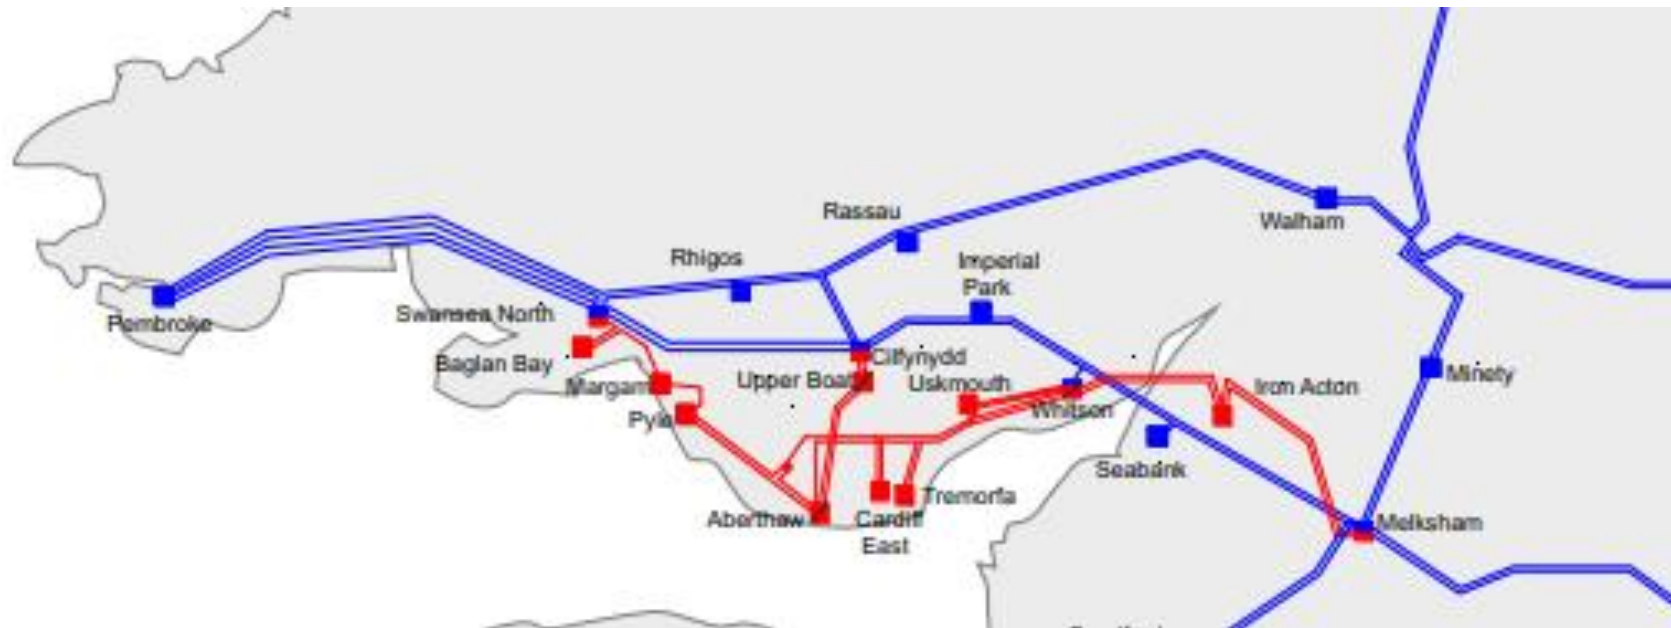 Rassau
Walham
Rhigos
Imperial
Park
Pembroke
Swansea North
Baglan Bay
Cilfynydd
Upper Boat
Uskmouth
Margam
Pyle
Whitson
Iron Acton
Minety
Seabank
Aberthaw
Cardiff
East
Tremorfa
Melksham